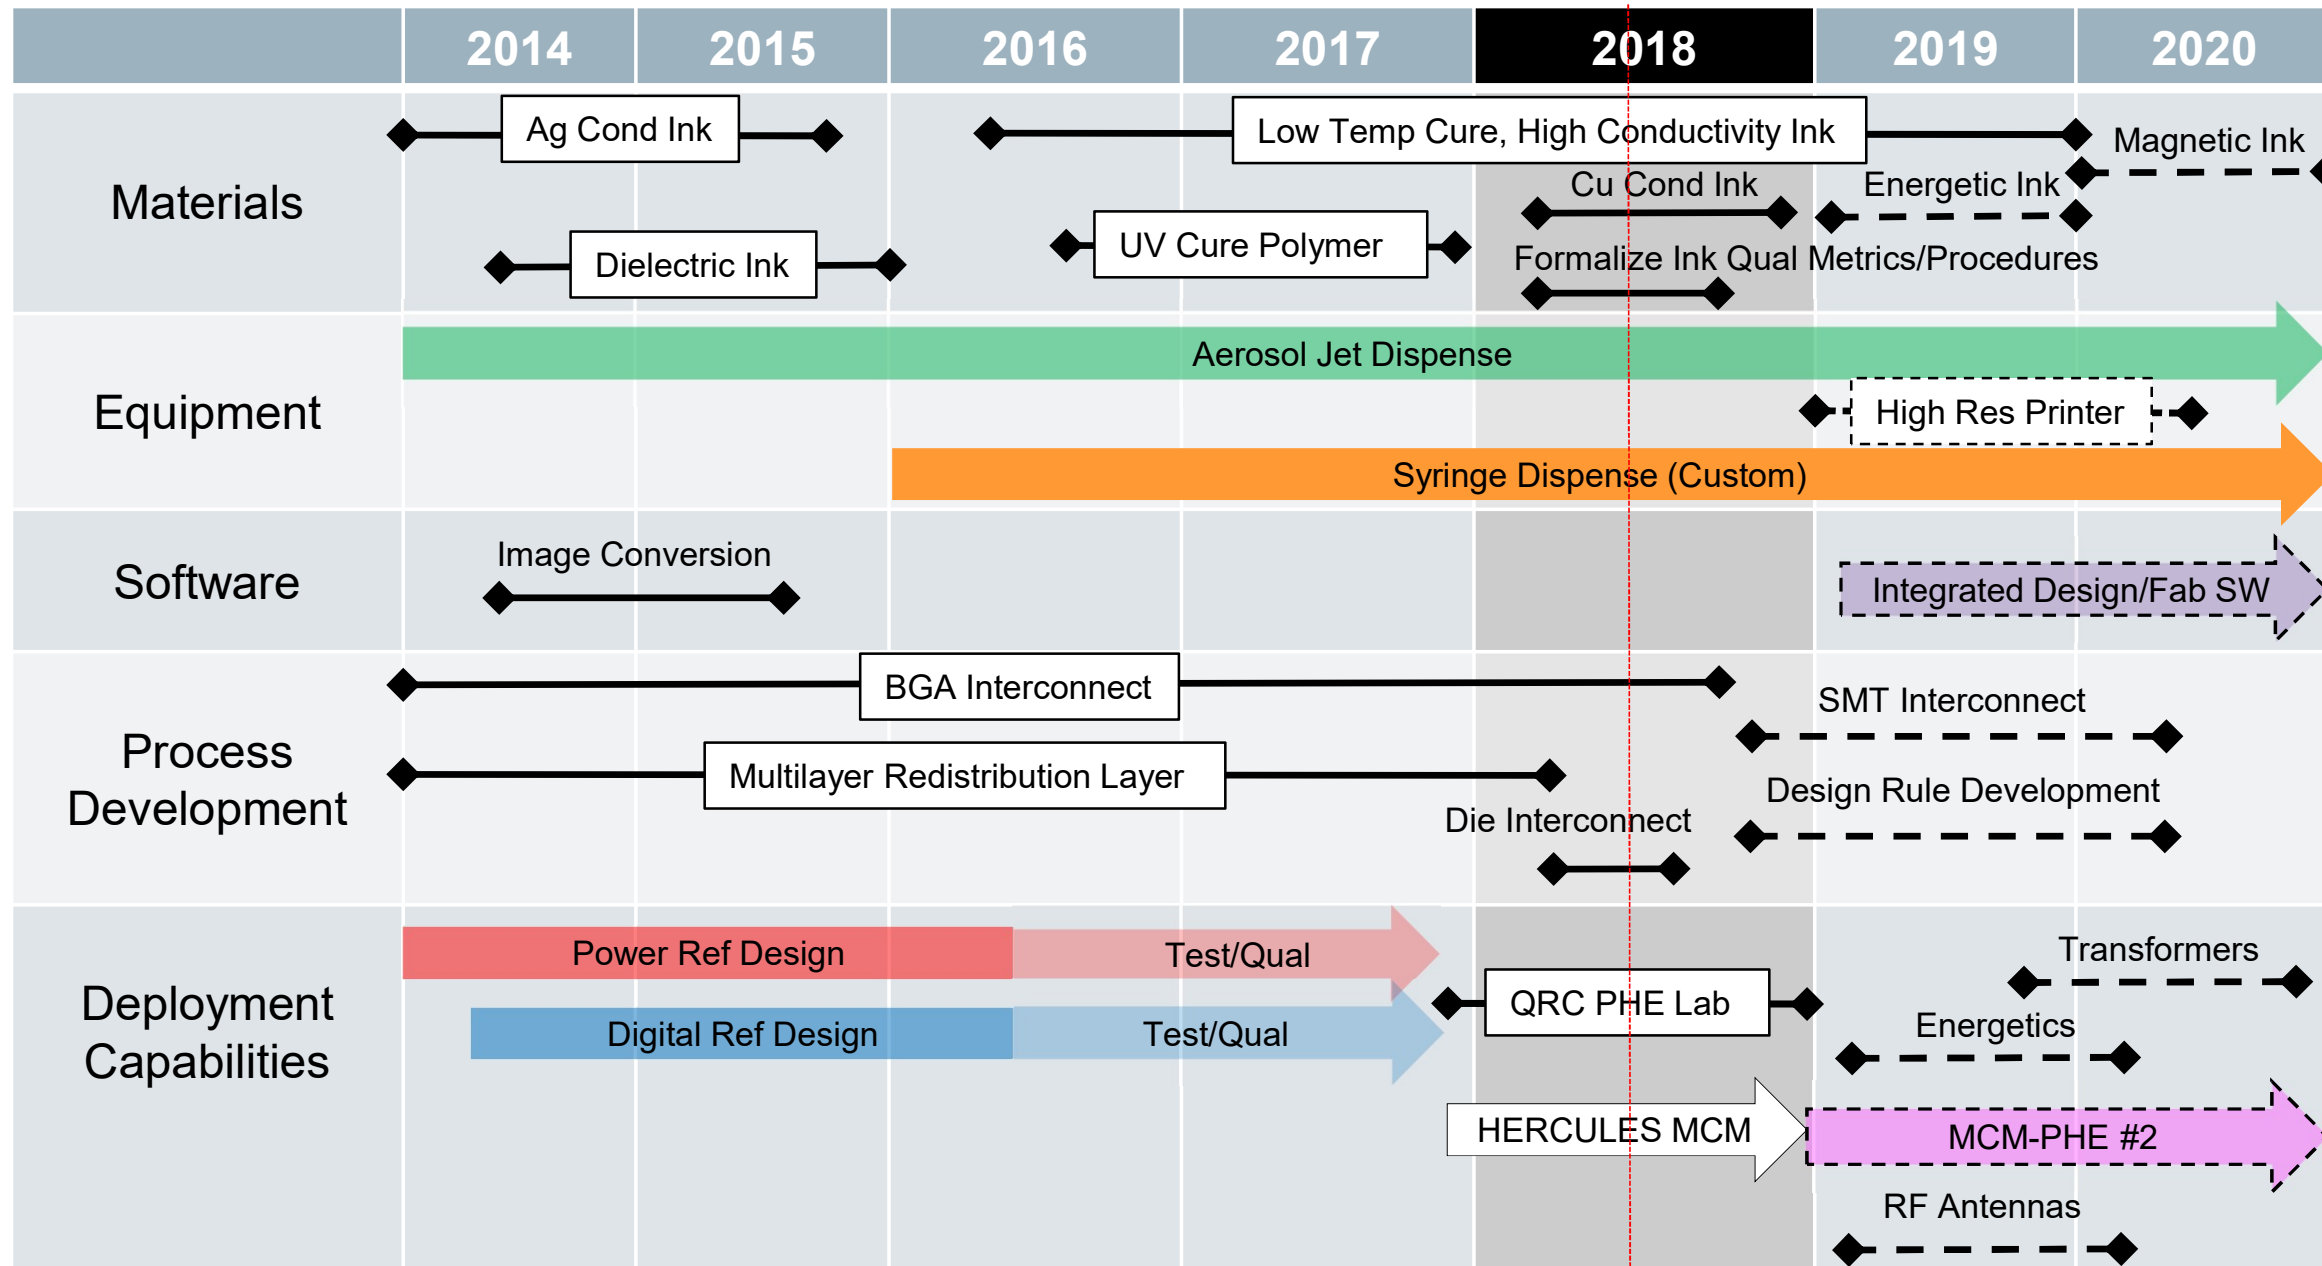 2014
2015
2016
2017
2018
2019
2020
Materials
Ag Cond Ink
Low Temp Cure, High Conductivity Ink
Magnetic Ink
Cu Cond Ink
Energetic Ink
Dielectric Ink
UV Cure Polymer
Formalize Ink Qual Metrics/Procedures
Equipment
Aerosol Jet Dispense
High Res Printer
Syringe Dispense (Custom)
Software
Image Conversion
Integrated Design/Fab SW
Process
Development
BGA Interconnect
SMT Interconnect
Multilayer Redistribution Layer
Design Rule Development
Die Interconnect
Deployment
Capabilities
Power Ref Design
Test/Qual
Transformers
QRC PHE Lab
Digital Ref Design
Test/Qual
Energetics
HERCULES MCM
MCM-PHE #2
RF Antennas